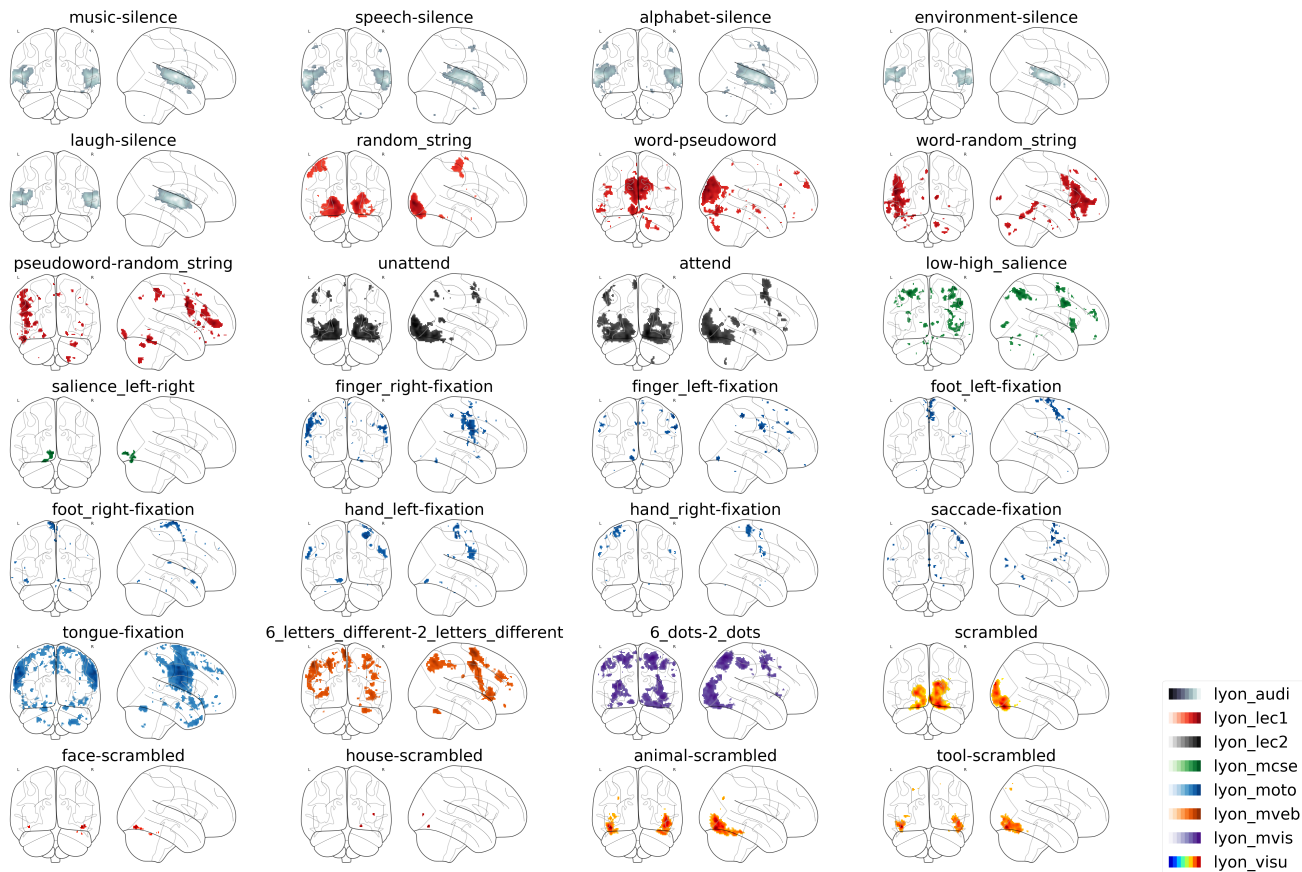 music-silence
speech-silence
alphabet-silence
environment-silence
L R
L R
L R
L R
laugh-silence
random_string
word-pseudoword
word-random_string
L R
L R
L R
L R
pseudoword-random_string
unattend
attend
low-high_salience
L R
L R
L R
L R
salience_left-right
finger_right-fixation
finger_left-fixation
foot_left-fixation
L R
L R
L R
L R
foot_right-fixation
hand_left-fixation
hand_right-fixation
saccade-fixation
L R
L R
L R
L R
tongue-fixation
6_letters_different-2_letters_different
6_dots-2_dots
scrambled
L R
L R
L R
L R
face-scrambled
house-scrambled
animal-scrambled
tool-scrambled
L R
L R
L R
L R
lyon_audi
lyon_lec1
lyon_lec2
lyon_mcse
lyon_moto
lyon_mveb
lyon_mvis
lyon_visu